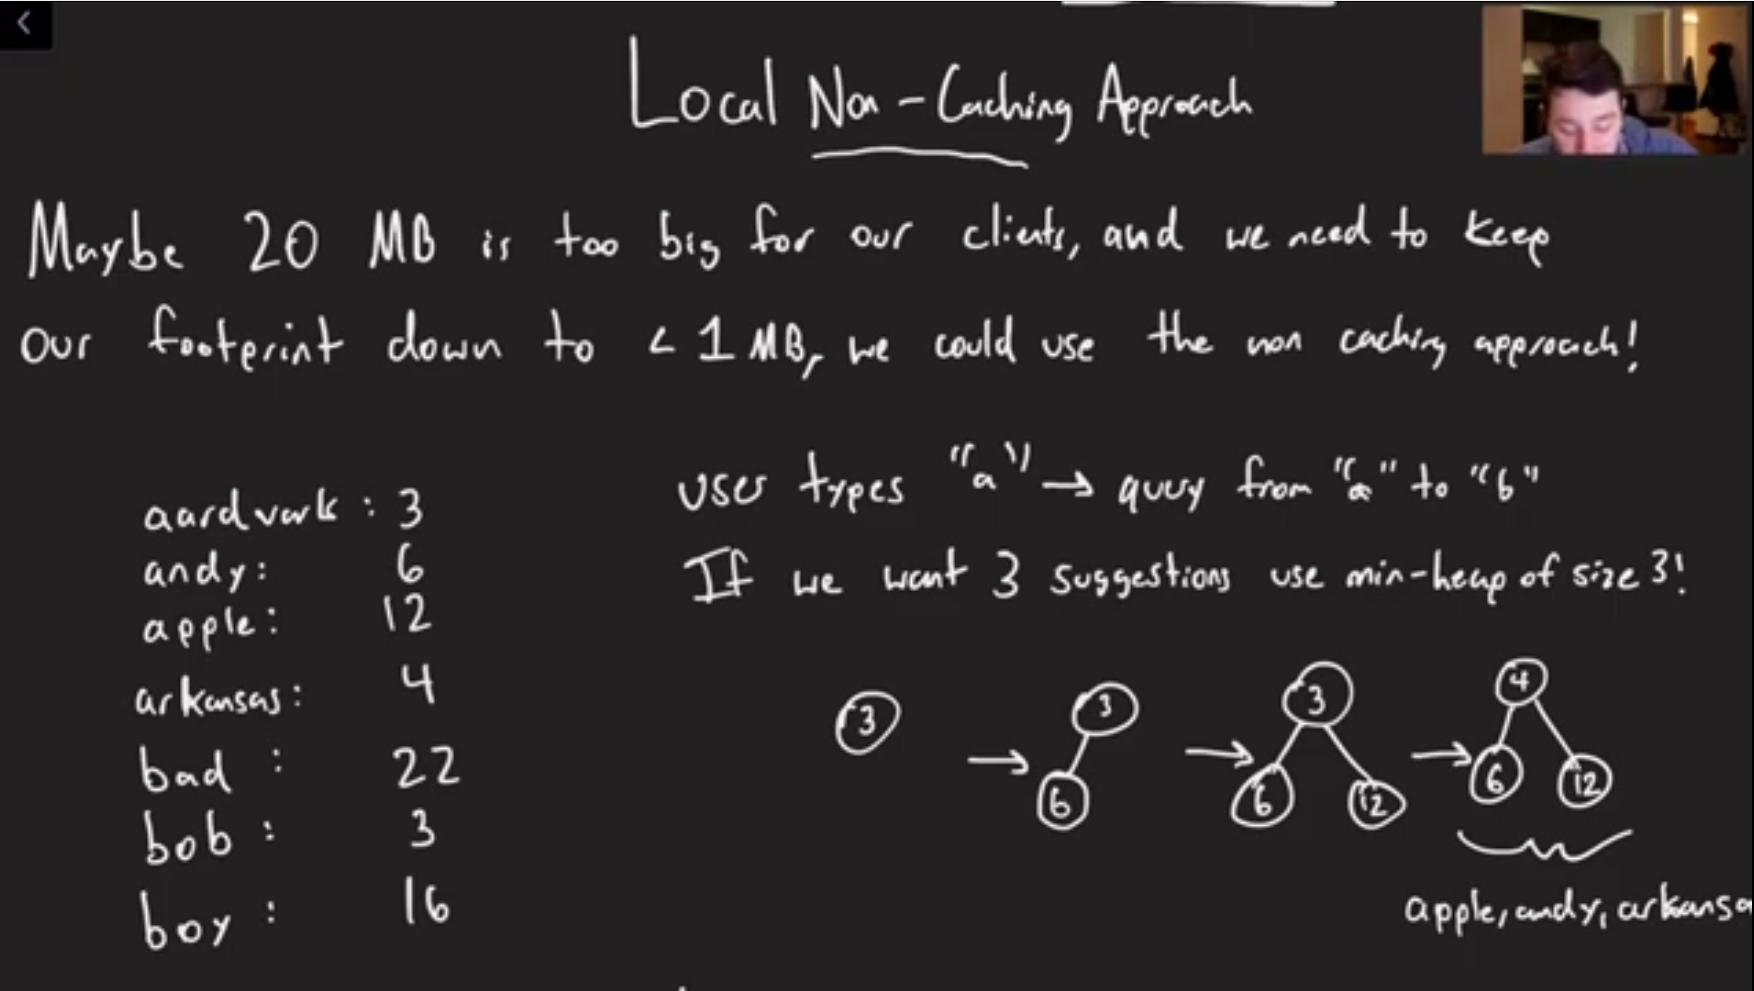 Local Non-Caching Approach
Maybe 20 MB is too big for our clients, and we need to keep
our footprint down to < 1 MB, we could use the non caching approach!
aardvark : 3
andy: 6
apple: 12
arkansas: 4
bad : 22
bob : 3
boy : 16
user types "a" → query from "a" to "b"
If we want 3 suggestions use min-heap of size 3!
3 → 3 → 3 → 4
6 6 12 6 12
apple, andy, arkansa